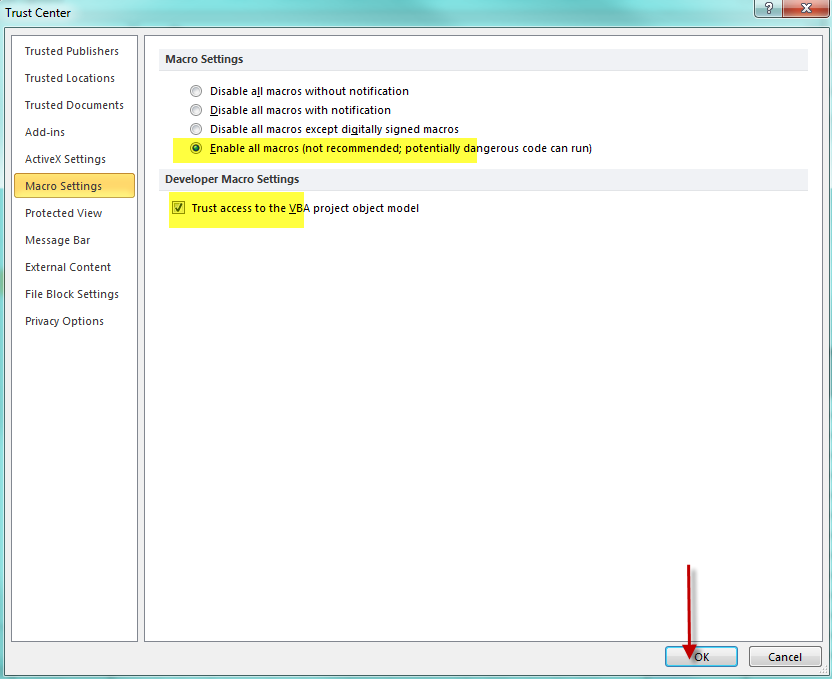 Trust Center
?
Trusted Publishers
Trusted Locations
Trusted Documents
Add-ins
ActiveX Settings
Macro Settings
Protected View
Message Bar
External Content
File Block Settings
Privacy Options
Macro Settings
Disable all macros without notification
Disable all macros with notification
Disable all macros except digitally signed macros
Enable all macros (not recommended; potentially dangerous code can run)
Developer Macro Settings
Trust access to the VBA project object model
OK
Cancel